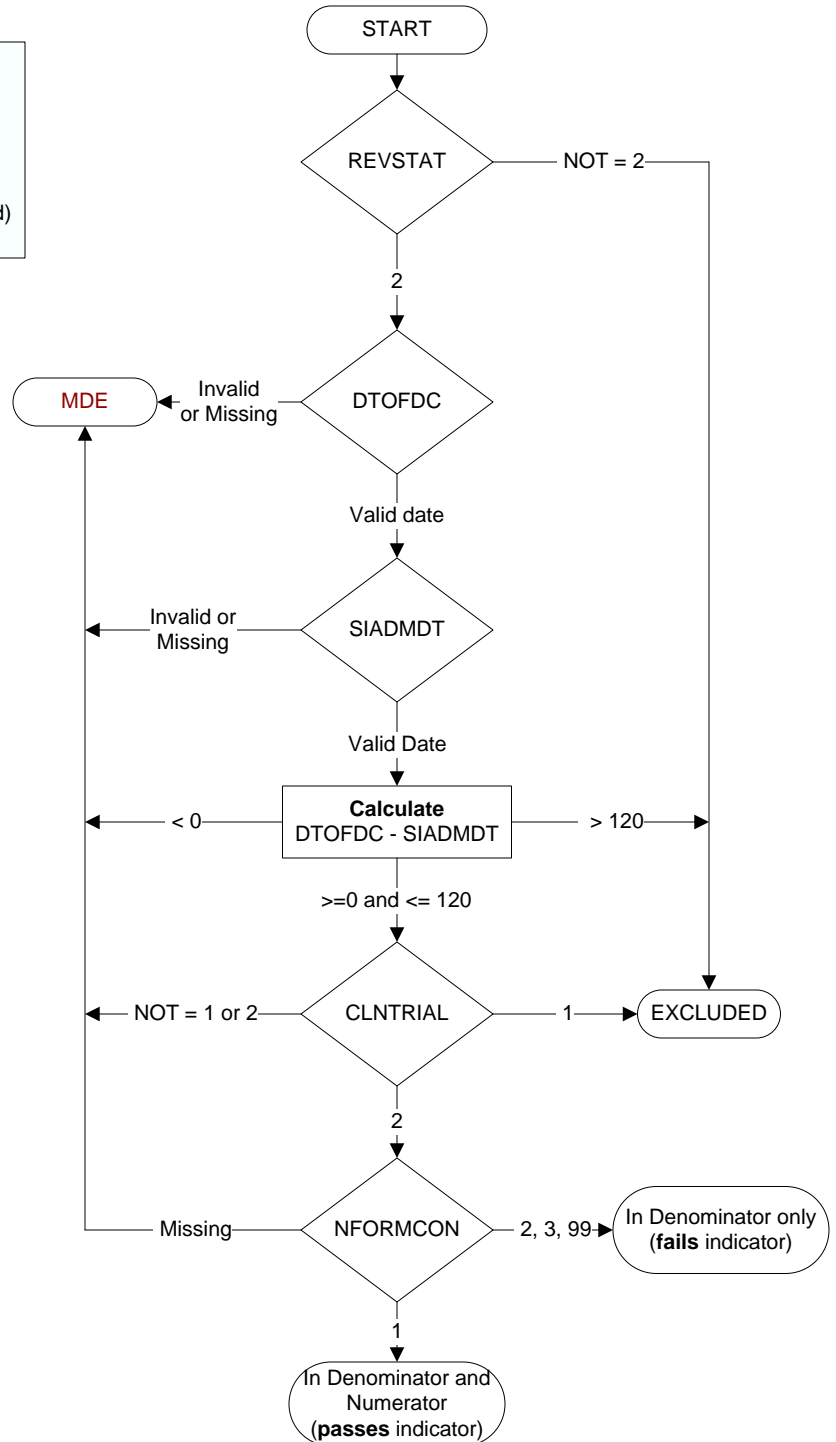 START
REVSTAT
NOT = 2
d)
2
MDE
Invalid
or Missing
DTOFDC
Valid date
Invalid or
Missing
SIADMDT
Valid Date
< 0
Calculate
DTOFDC - SIADMDT
> 120
>=0 and <= 120
NOT = 1 or 2
CLNTRIAL
1
EXCLUDED
2
Missing
NFORMCON
2, 3, 99
In Denominator only
(fails indicator)
1
In Denominator and
Numerator
(passes indicator)